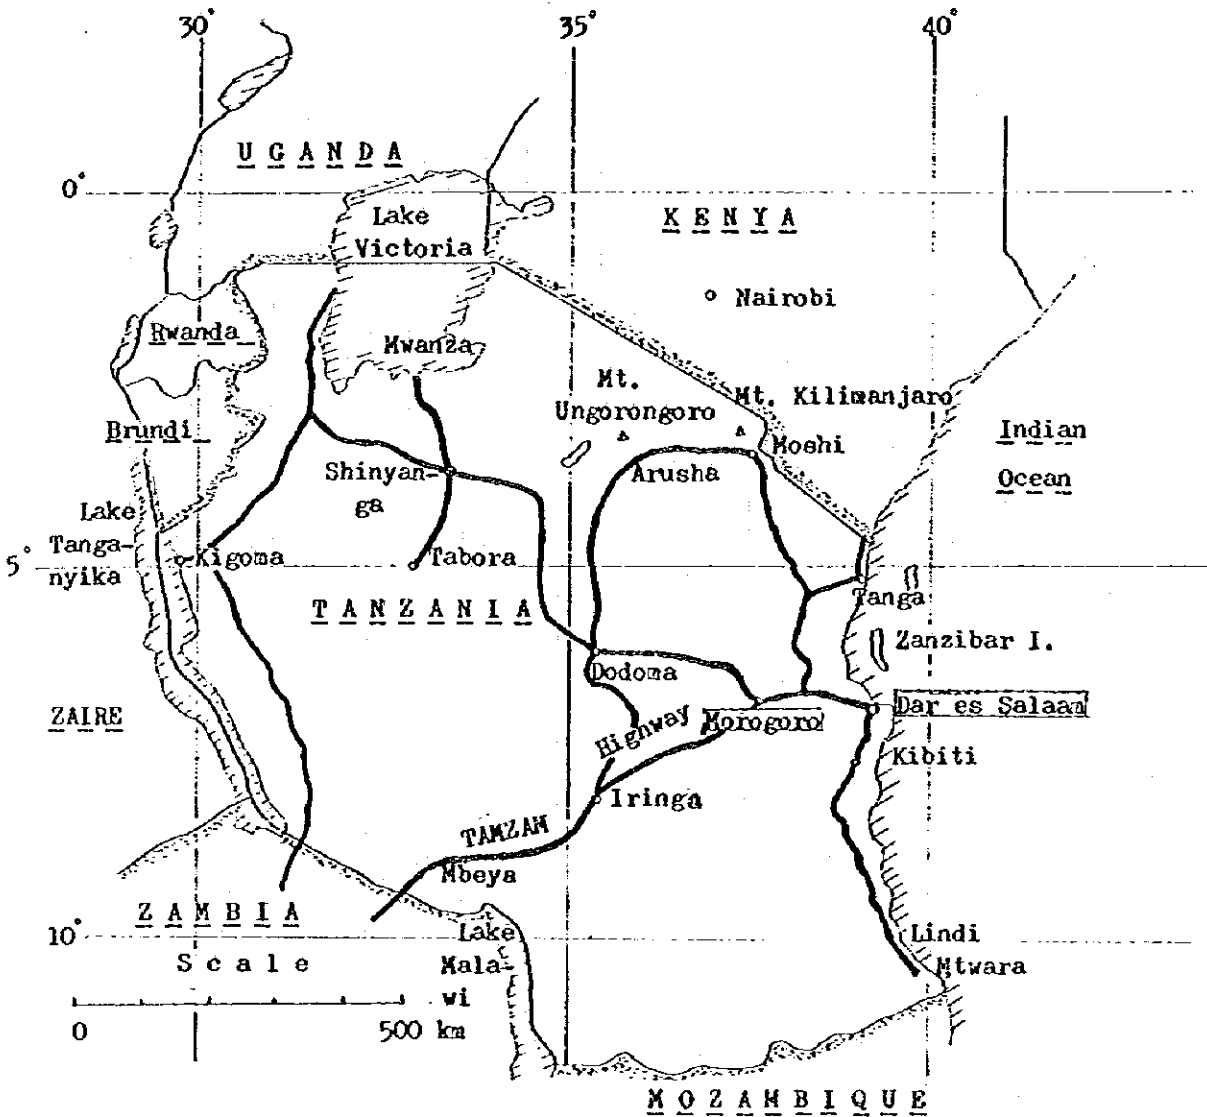 30°
35°
40°
UGANDA
0°
Lake
Victoria
KENYA
Nairobi
Rwanda
Mwanza
Mt.
Ungorongoro
Mt. Kilimanjaro
Moshi
Brundi
Indian
Ocean
Shinyan-
ga
Arusha
Lake
Tanga-
nyika
5°
Kigoma
Tabora
Tanga
TANZANIA
Zanzibar I.
Dodoma
ZAIRE
Highway
Morogoro
Dar es Salaam
Kibiti
Iringa
TAMZAM
Mbeya
ZAMBIA
10°
Lake
Mala-
wi
Lindi
Mtwara
Scale
0
500 km
MOZAMBIQUE